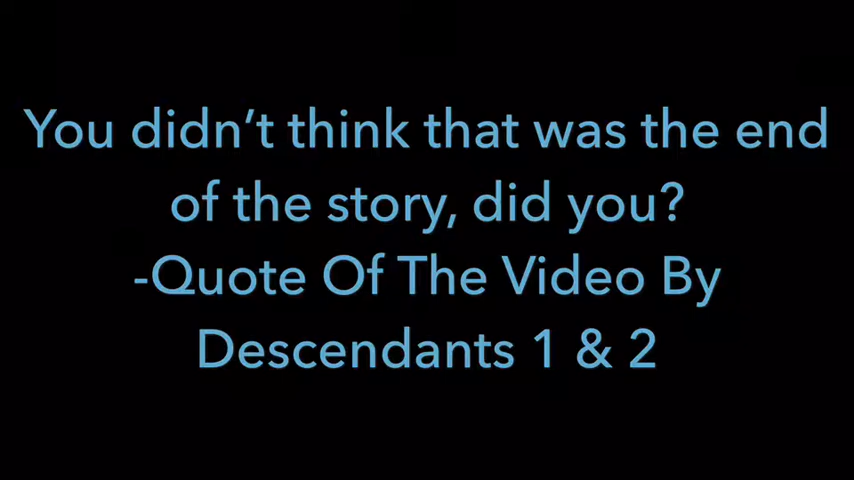 You didn’t think that was the end
of the story, did you?
-Quote Of The Video By
Descendants 1 & 2